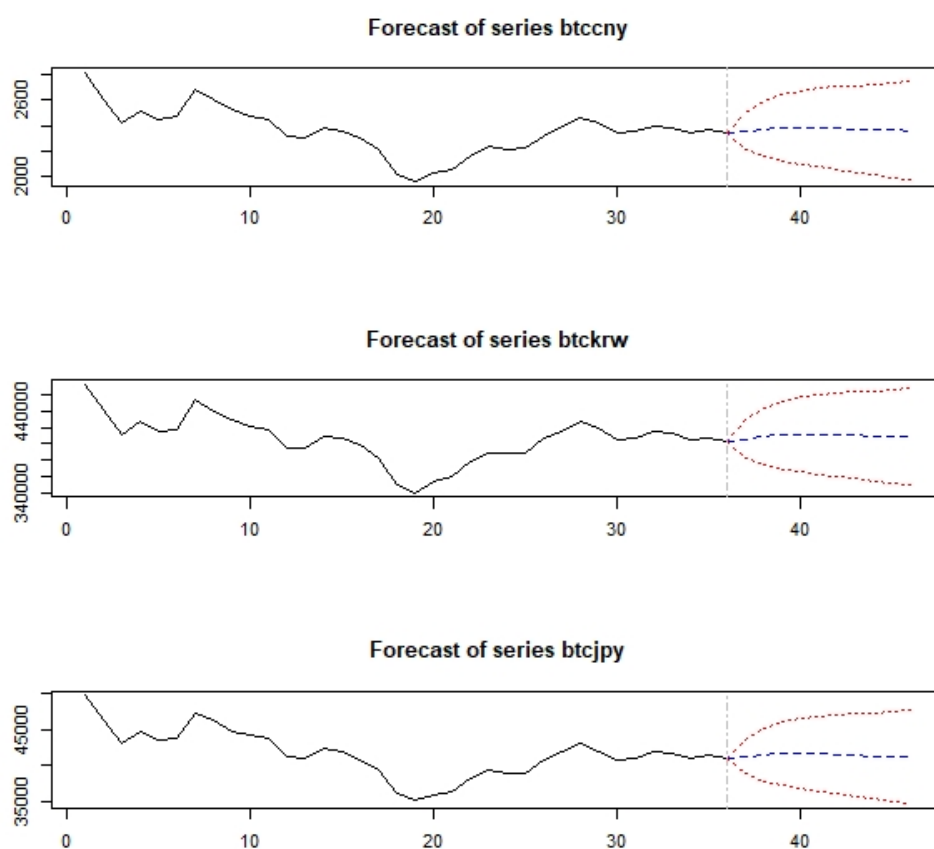 Forecast of series btccny
2600
2000
0 10 20 30 40
Forecast of series btckrw
440000
340000
0 10 20 30 40
Forecast of series btcjpy
45000
35000
0 10 20 30 40